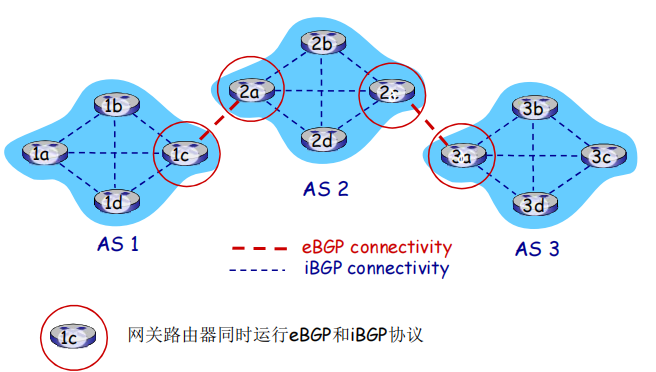 2b
2a
2c
2d
1b
1a
1c
1d
3b
3a
3c
3d
AS 2
AS 1
AS 3
eBGP connectivity
iBGP connectivity
1c
网关路由器同时运行eBGP和iBGP协议